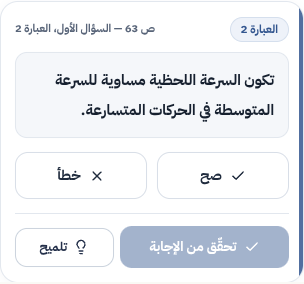 العبارة 2
ص 63 — السؤال الأول، العبارة 2
تكون السرعة اللحظية مساوية للسرعة
المتوسطة في الحركات المتسارعة.
صح
خطأ
تحقّق من الإجابة
تلميح